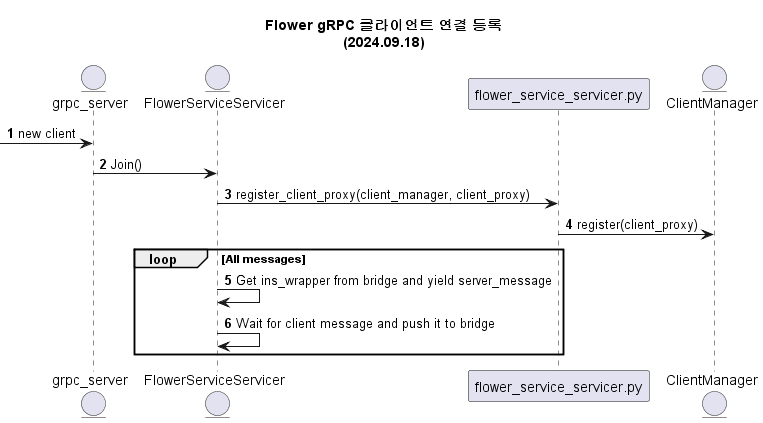 Flower gRPC 클라이언트 연결 등록
(2024.09.18)
grpc_server
FlowerServiceServicer
flower_service_servicer.py
ClientManager
1 new client
2 Join()
3 register_client_proxy(client_manager, client_proxy)
4 register(client_proxy)
loop [All messages]
5 Get ins_wrapper from bridge and yield server_message
6 Wait for client message and push it to bridge
grpc_server
FlowerServiceServicer
flower_service_servicer.py
ClientManager